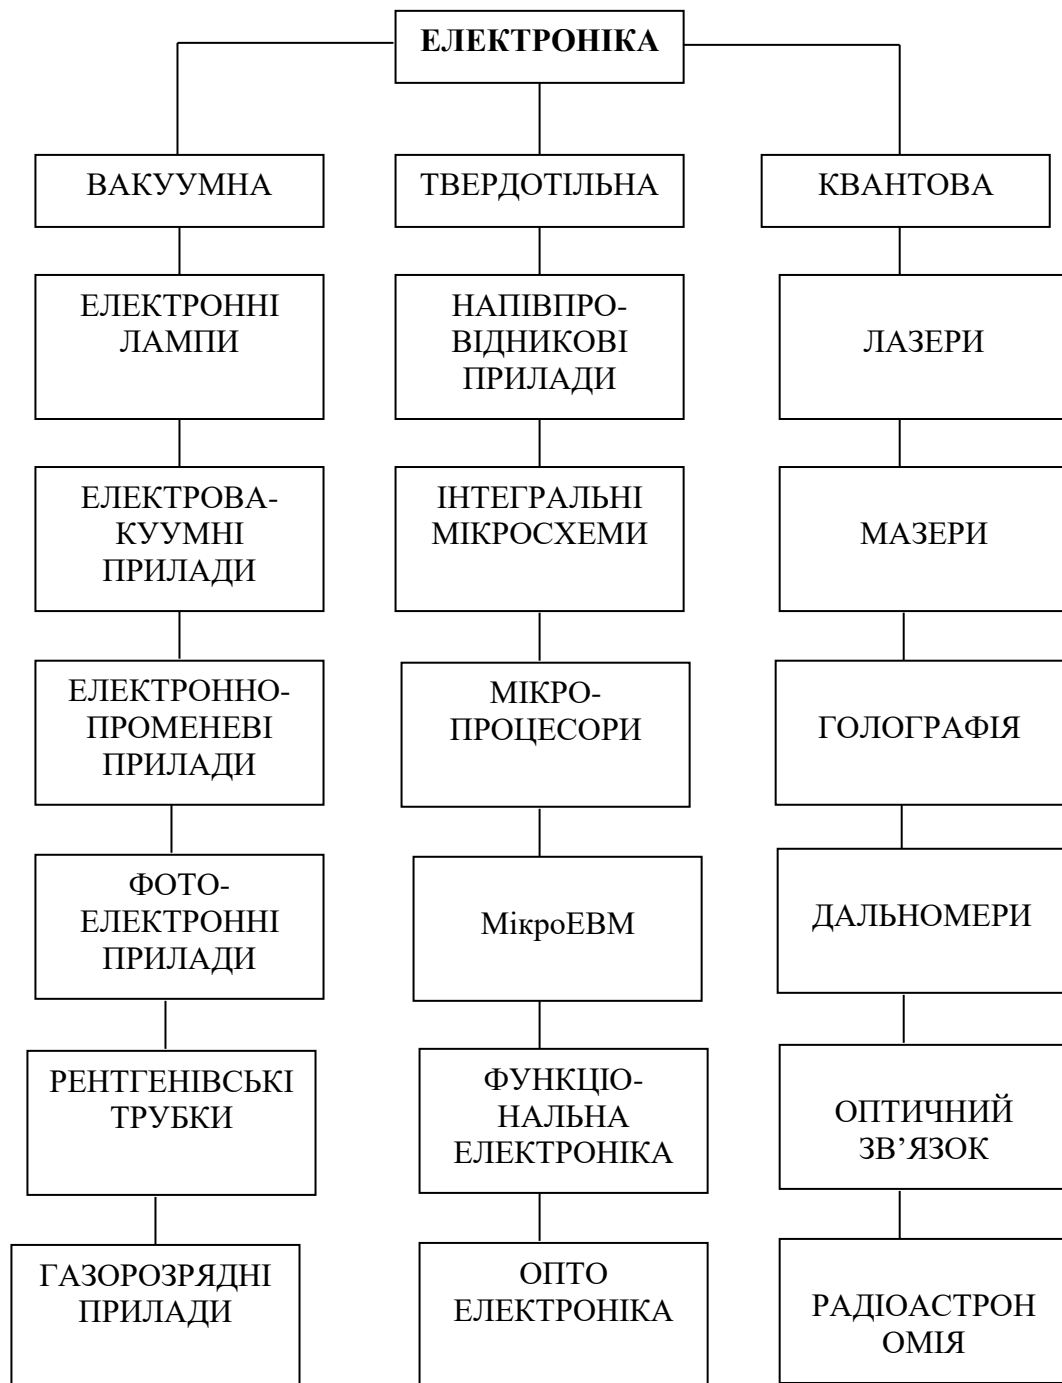 ЕЛЕКТРОНІКА
ВАКУУМНА
ТВЕРДОТІЛЬНА
КВАНТОВА
ЕЛЕКТРОННІ
ЛАМПИ
НАПІВПРО-
ВІДНИКОВІ
ПРИЛАДИ
ЛАЗЕРИ
ЕЛЕКТРОВА-
КУУМНІ
ПРИЛАДИ
ІНТЕГРАЛЬНІ
МІКРОСХЕМИ
МАЗЕРИ
ЕЛЕКТРОННО-
ПРОМЕНЕВІ
ПРИЛАДИ
МІКРО-
ПРОЦЕСОРИ
ГОЛОГРАФІЯ
ФОТО-
ЕЛЕКТРОННІ
ПРИЛАДИ
МікроЕВМ
ДАЛЬНОМЕРИ
РЕНТГЕНІВСЬКІ
ТРУБКИ
ФУНКЦІО-
НАЛЬНА
ЕЛЕКТРОНІКА
ОПТИЧНИЙ
ЗВ’ЯЗОК
ГАЗОРОЗРЯДНІ
ПРИЛАДИ
ОПТО
ЕЛЕКТРОНІКА
РАДІОАСТРОН
ОМІЯ